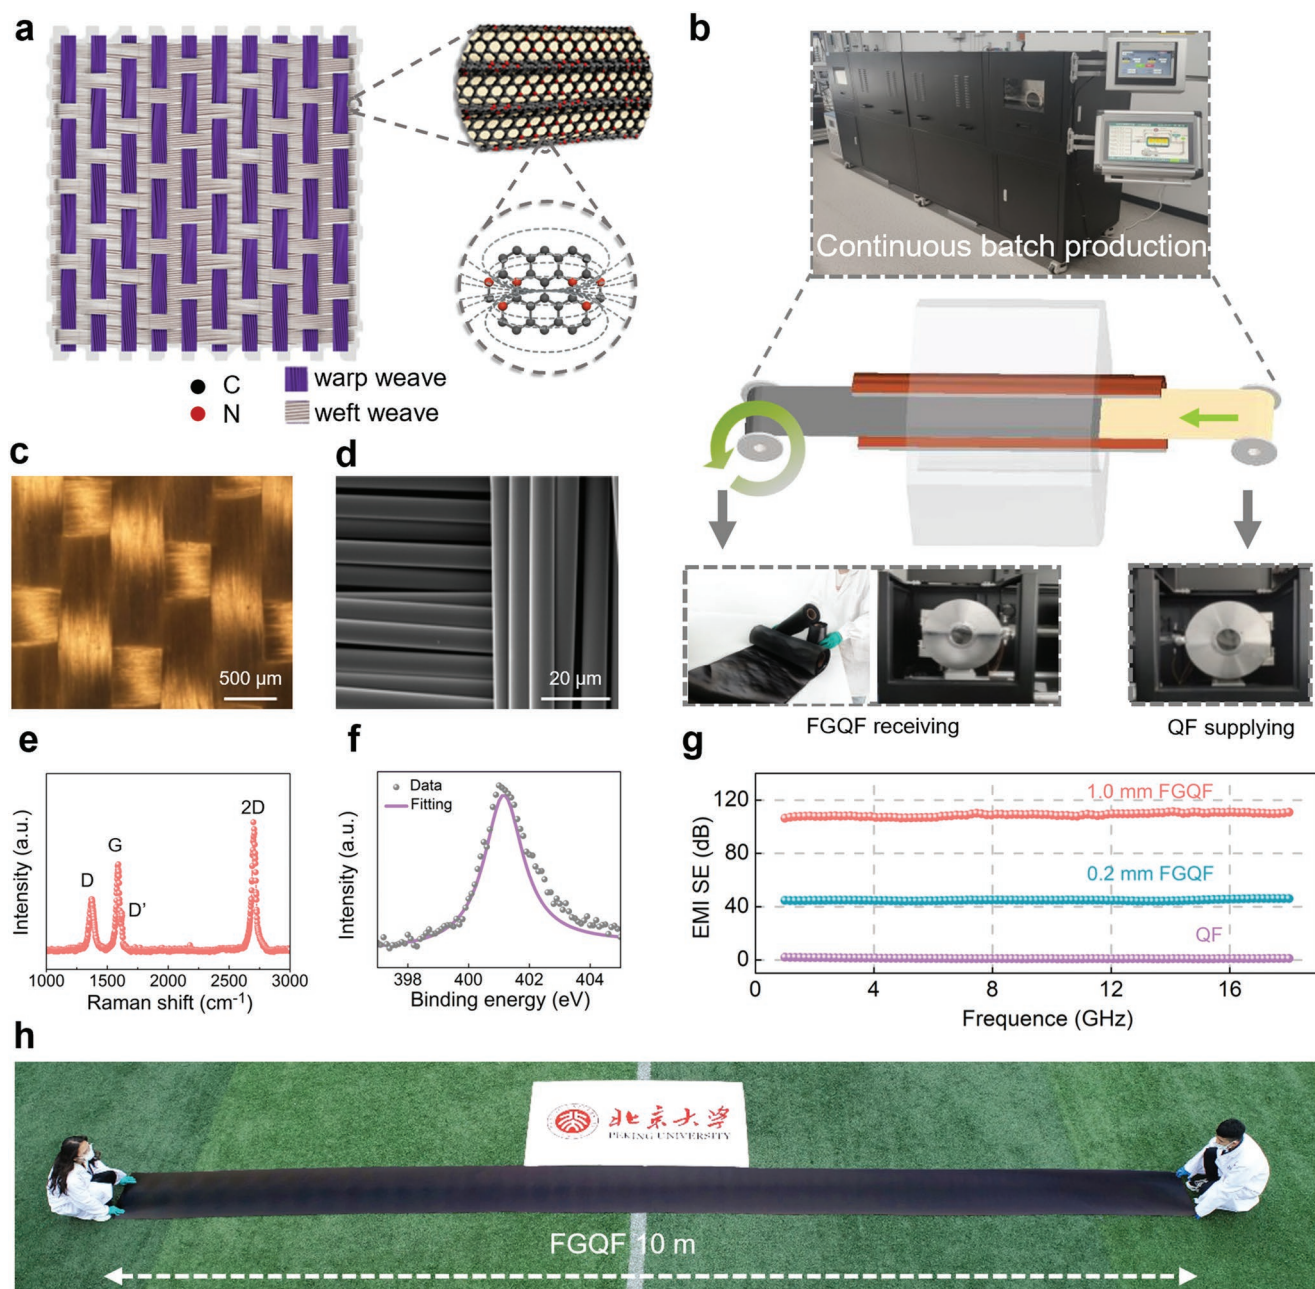 a
C
N
warp weave
weft weave
b
Continuous batch production
FGQF receiving
QF supplying
c
500 µm
d
20 µm
e
Intensity (a.u.)
D
G
D’
2D
1000 1500 2000 2500 3000
Raman shift (cm-1)
f
Intensity (a.u.)
Data
Fitting
398 400 402 404
Binding energy (eV)
g
EMI SE (dB)
120
80
40
0
1.0 mm FGQF
0.2 mm FGQF
QF
0 4 8 12 16
Frequence (GHz)
h
北京大学
PEKING UNIVERSITY
FGQF 10 m